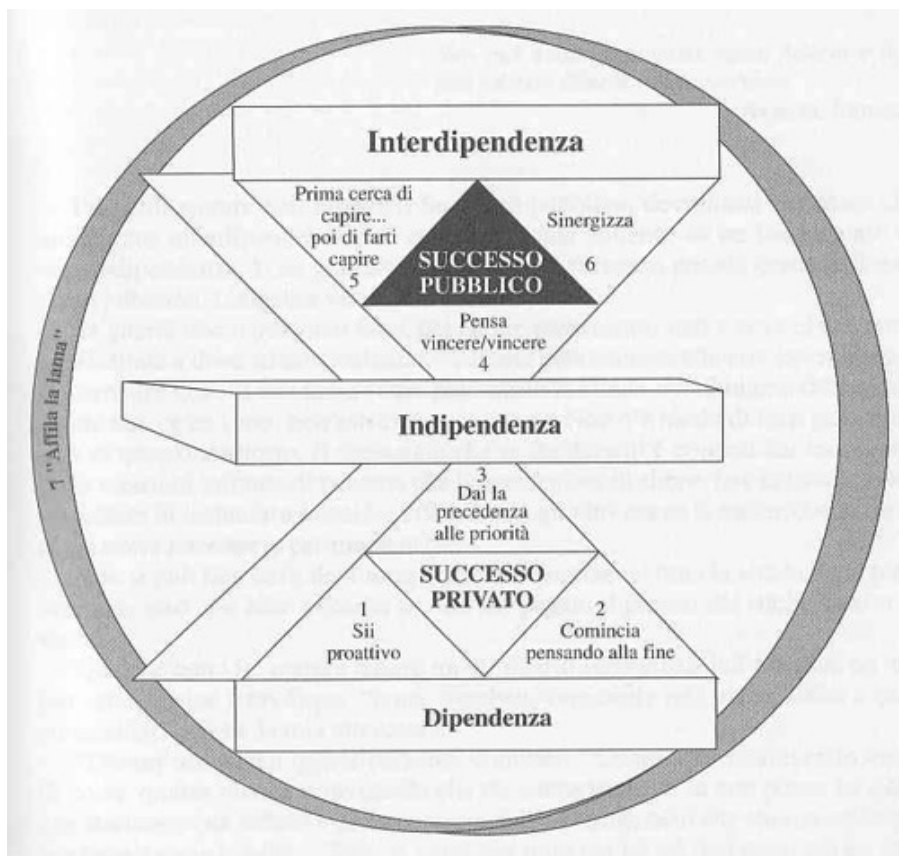 Interdipendenza
Prima cerca di
capire...
poi di farti
capire
5
SUCCESSO
PUBBLICO
Sinergizza
6
Pensa
vincere/vincere
4
7 "Affila la lama"
Indipendenza
3
Dai la
precedenza
alle priorità
SUCCESSO
PRIVATO
1
Sii
proattivo
2
Comincia
pensando alla fine
Dipendenza